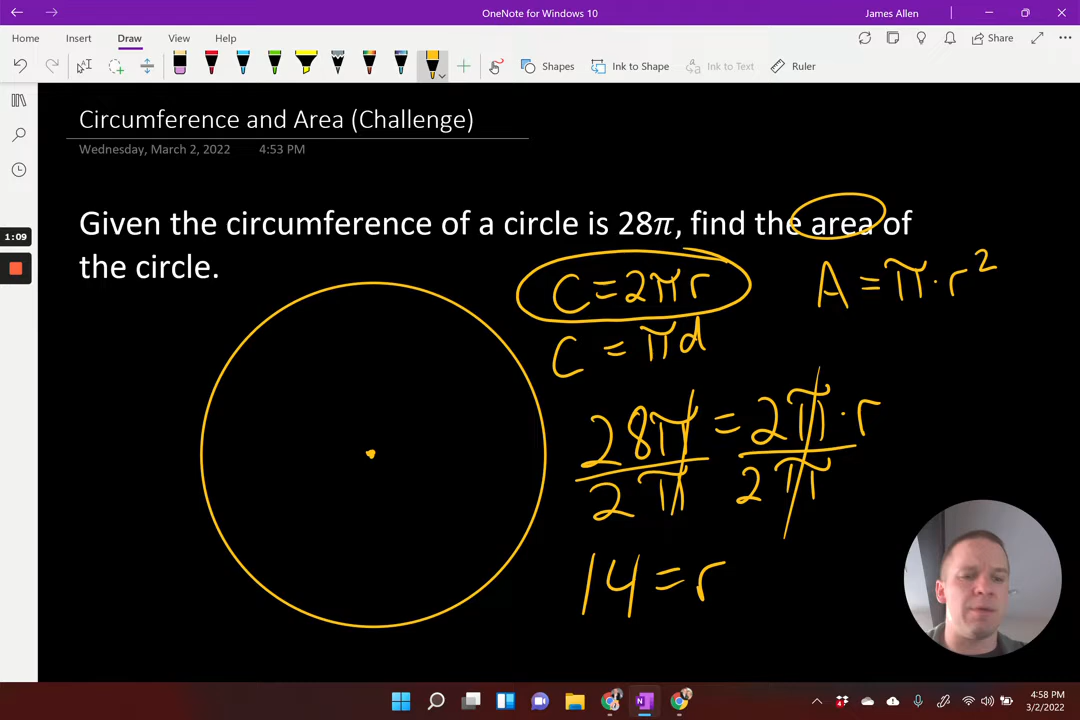 OneNote for Windows 10
James Allen
Home Insert Draw View Help
Share
Shapes Ink to Shape Ink to Text Ruler
Circumference and Area (Challenge)
Wednesday, March 2, 2022 4:53 PM
Given the circumference of a circle is 28𝜋, find the area of
the circle.
1:09
C = 2πr
A = π · r²
C = πd
28π = 2π · r
2π 2π
14 = r
4:58 PM
3/2/2022